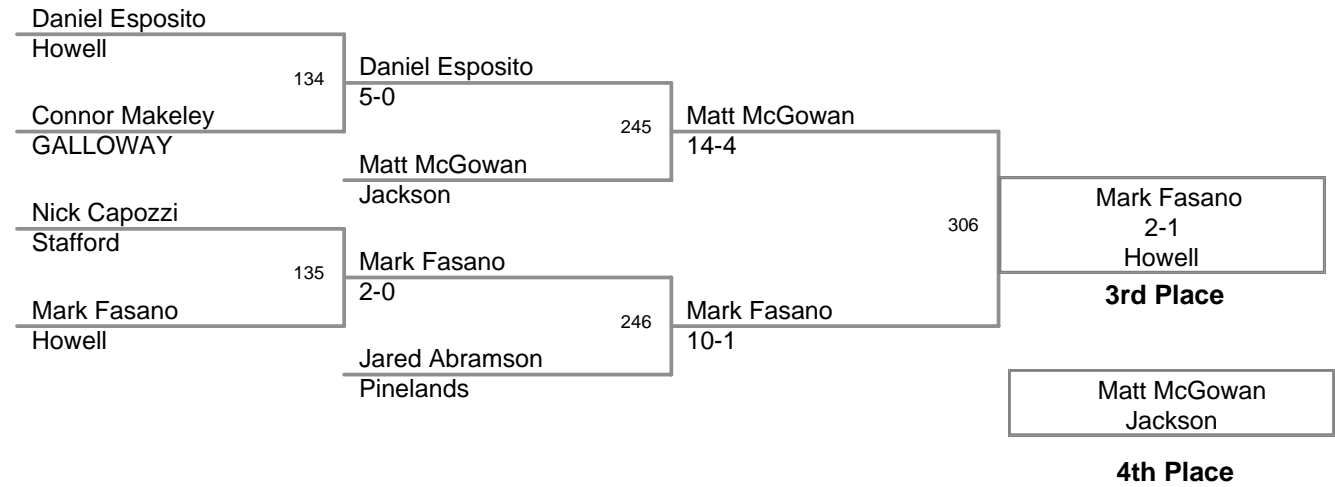 Daniel Esposito
Howell
134
Connor Makeley
GALLOWAY
Nick Capozzi
Stafford
135
Mark Fasano
Howell
Daniel Esposito
5-0
245
Matt McGowan
Jackson
Mark Fasano
2-0
246
Jared Abramson
Pinelands
Matt McGowan
14-4
306
Mark Fasano
10-1
Mark Fasano
2-1
Howell
3rd Place
Matt McGowan
Jackson
4th Place